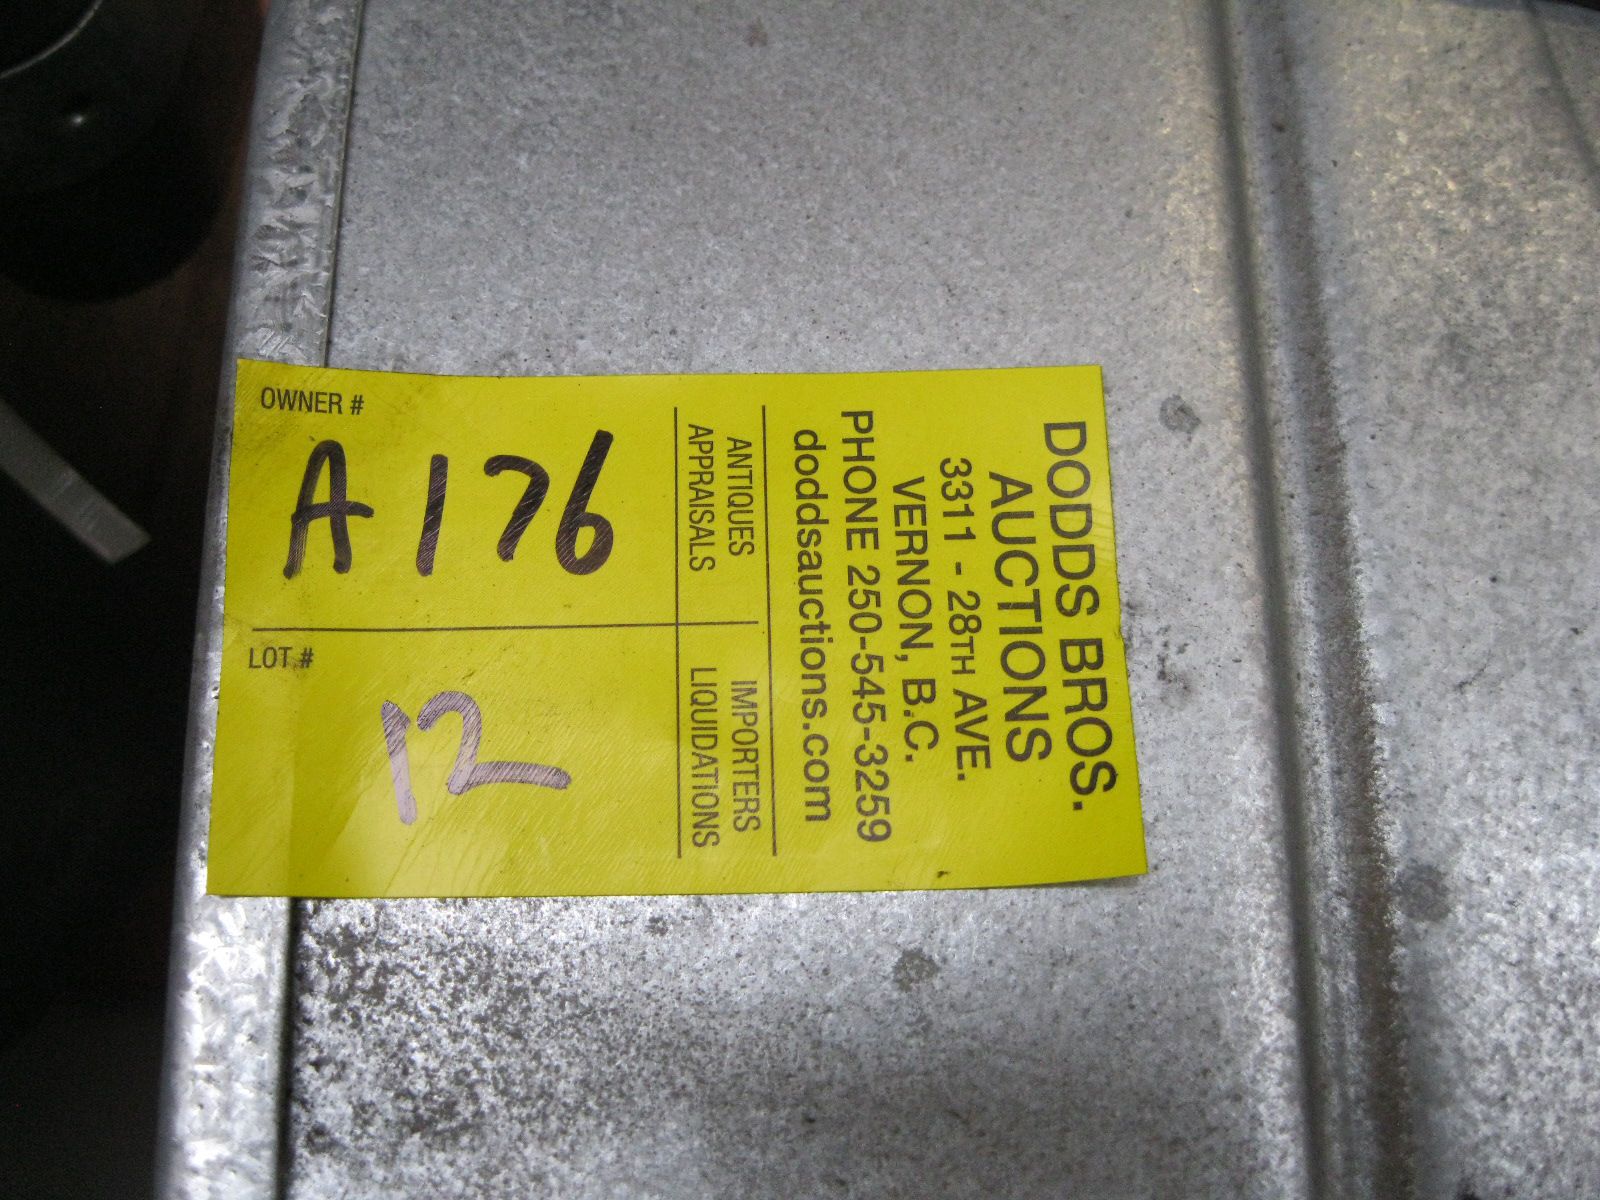 OWNER #
A176
LOT #
12
DODDS BROS.
AUCTIONS
3311 - 28TH AVE.
VERNON, B.C.
PHONE 250-545-3259
doddsauctions.com
ANTIQUES
APPRAISALS
IMPORTERS
LIQUIDATIONS